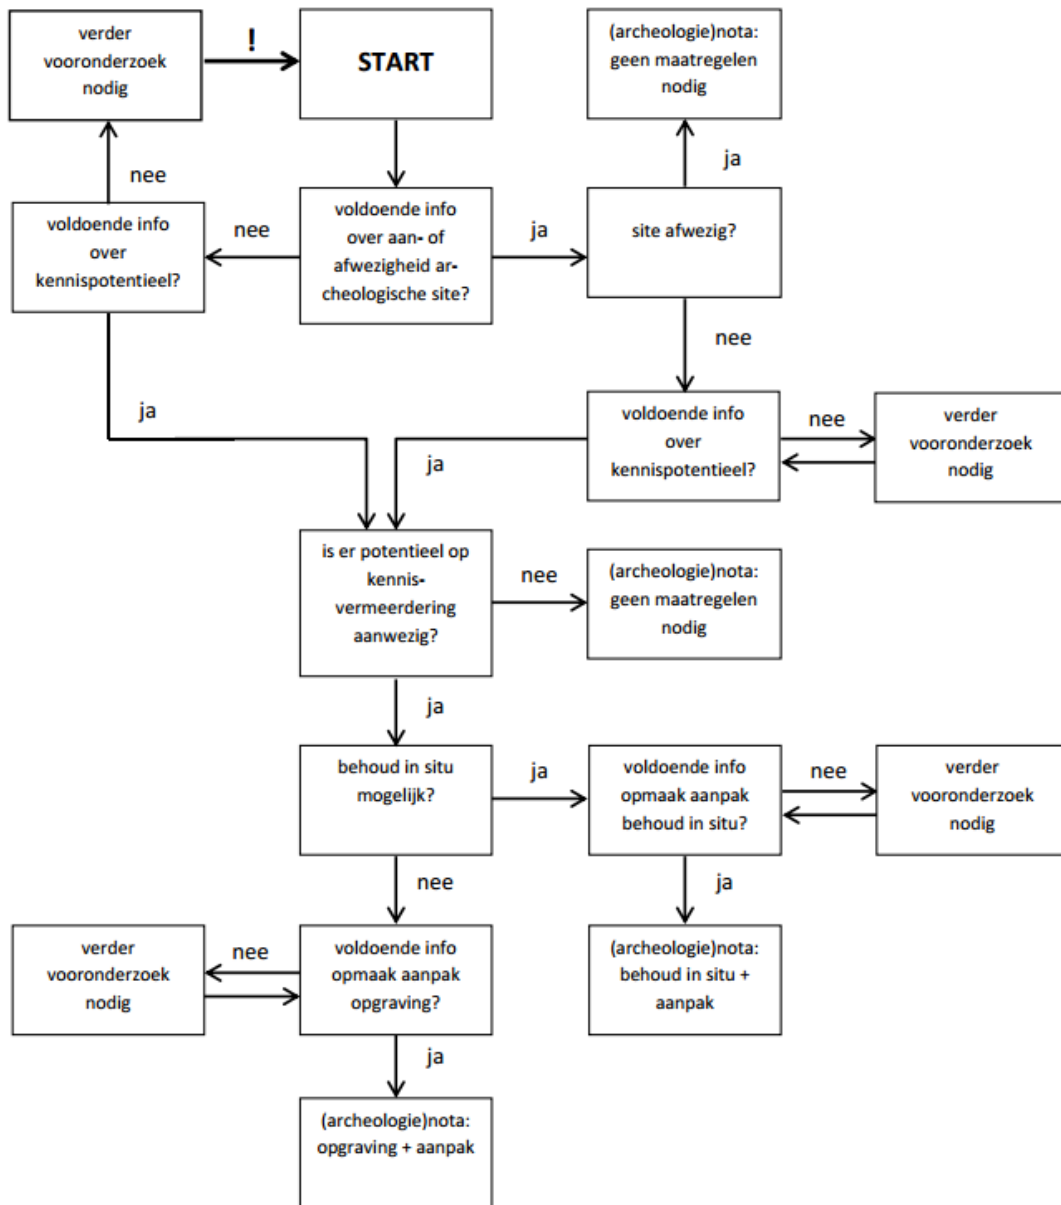 verder
vooronderzoek
nodig
!
START
(archeologie)nota:
geen maatregelen
nodig
nee
ja
voldoende info
over
kennispotentieel?
nee
voldoende info
over aan- of
afwezigheid ar-
cheologische site?
ja
site afwezig?
nee
ja
voldoende info
over
kennispotentieel?
nee
verder
vooronderzoek
nodig
ja
is er potentieel op
kennis-
vermeerdering
aanwezig?
nee
(archeologie)nota:
geen maatregelen
nodig
ja
behoud in situ
mogelijk?
ja
voldoende info
opmaak aanpak
behoud in situ?
nee
verder
vooronderzoek
nodig
nee
ja
verder
vooronderzoek
nodig
nee
voldoende info
opmaak aanpak
opgraving?
(archeologie)nota:
behoud in situ +
aanpak
ja
(archeologie)nota:
opgraving + aanpak